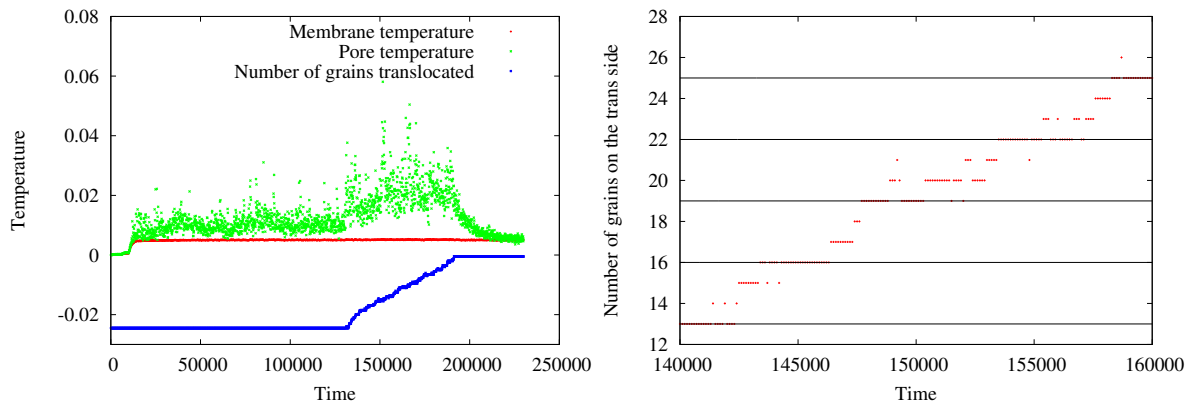 0.08
0.06
0.04
0.02
0
-0.02
Temperature
0 50000 100000 150000 200000 250000
Time
Membrane temperature
Pore temperature
Number of grains translocated
28
26
24
22
20
18
16
14
12
Number of grains on the trans side
140000 145000 150000 155000 160000
Time